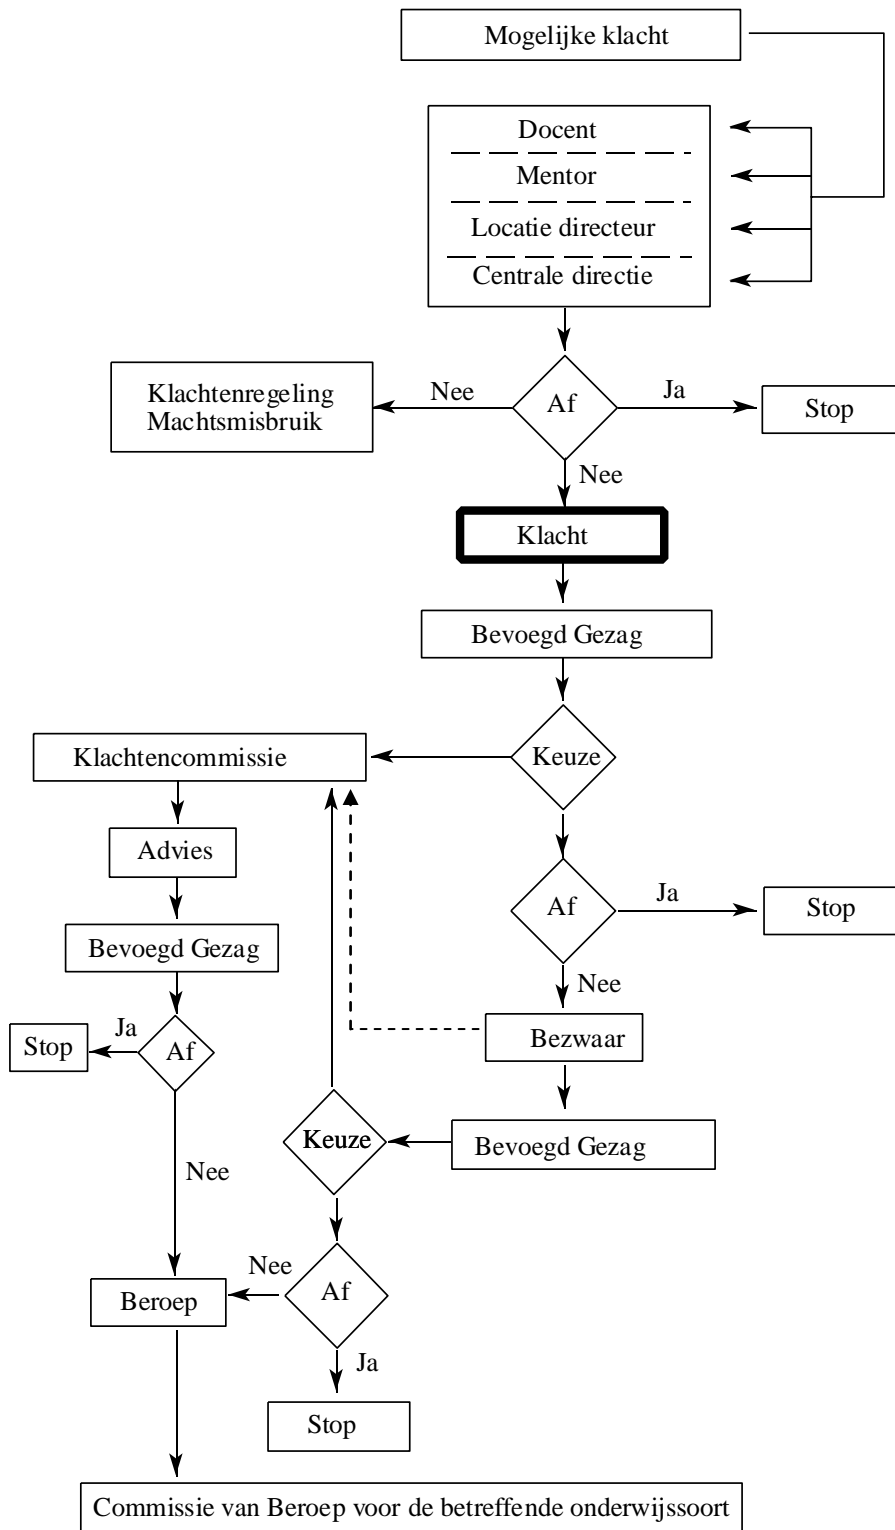 Mogelijke klacht
Docent
Mentor
Locatie directeur
Centrale directie
Klachtenregeling
Machtsmisbruik
Nee
Af
Ja
Stop
Nee
Klacht
Bevoegd Gezag
Klachtencommissie
Keuze
Advies
Af
Ja
Stop
Bevoegd Gezag
Nee
Stop
Ja
Af
Bezwaar
Keuze
Bevoegd Gezag
Nee
Nee
Af
Beroep
Ja
Stop
Commissie van Beroep voor de betreffende onderwijssoort